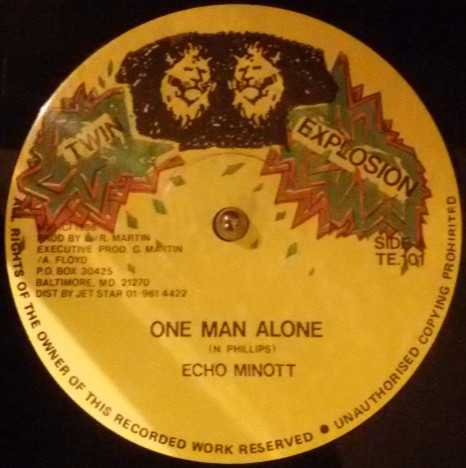 TWIN
EXPLOSION
PROD BY
R. MARTIN
EXECUTIVE PROD. G. MARTIN
/A. FLOYD
P.O. BOX 30425
BALTIMORE, MD. 21270
DIST BY JET STAR 01-961 4422
SIDE
TE.101
ONE MAN ALONE
(N. PHILLIPS)
ECHO MINOTT
ALL RIGHTS OF THE OWNER OF THIS RECORDED WORK RESERVED ● UNAUTHORISED COPYING PROHIBITED